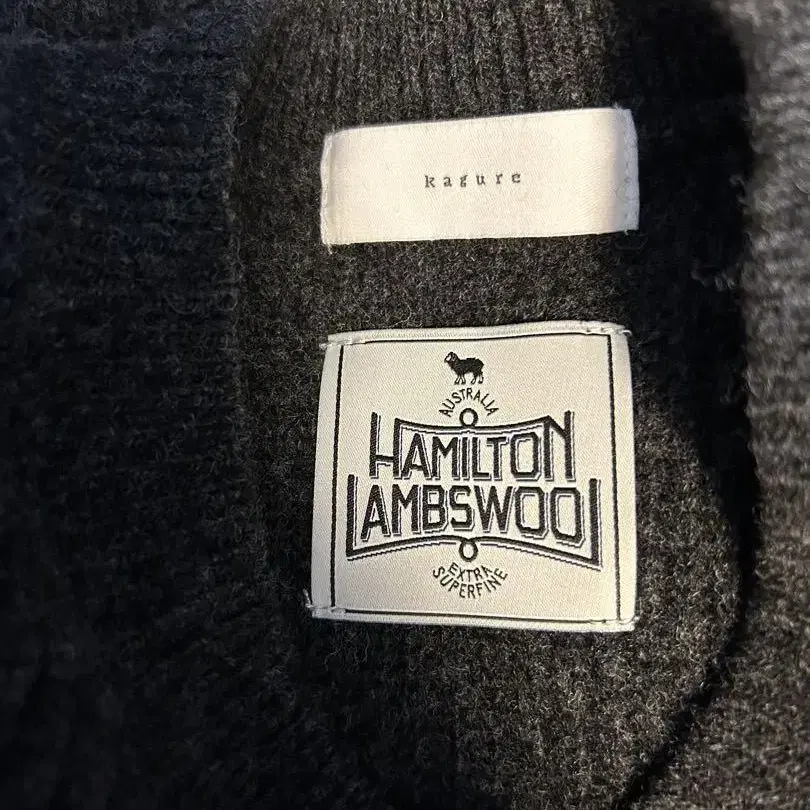 kagure
AUSTRALIA
HAMILTON
LAMBSWOOL
EXTRA
SUPERFINE